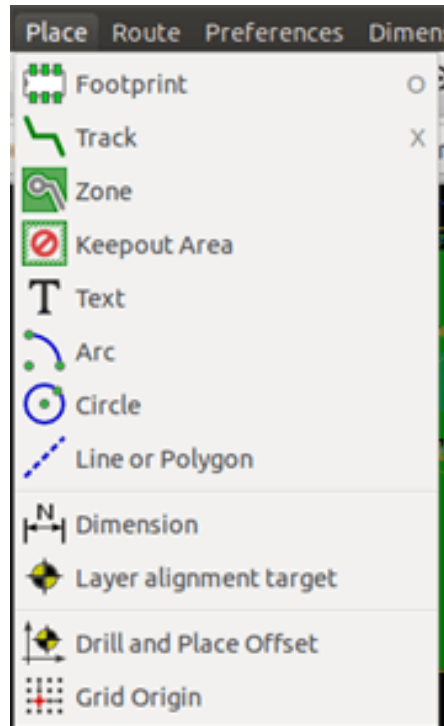 Place Route Preferences Dimen
Footprint O
Track X
Zone
Keepout Area
T Text
Arc
Circle
Line or Polygon
N Dimension
Layer alignment target
Drill and Place Offset
Grid Origin